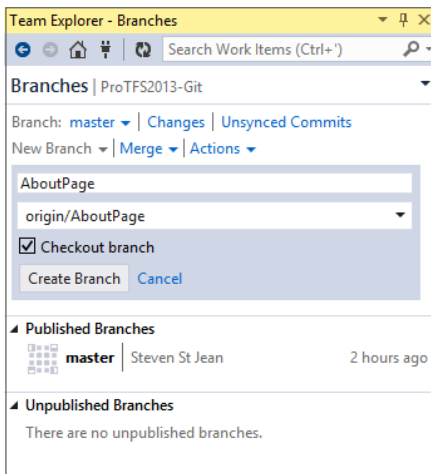 Team Explorer - Branches
Search Work Items (Ctrl+')
Branches | ProTFS2013-Git
Branch: master | Changes | Unsynced Commits
New Branch | Merge | Actions
AboutPage
origin/AboutPage
Checkout branch
Create Branch Cancel
Published Branches
master | Steven St Jean 2 hours ago
Unpublished Branches
There are no unpublished branches.